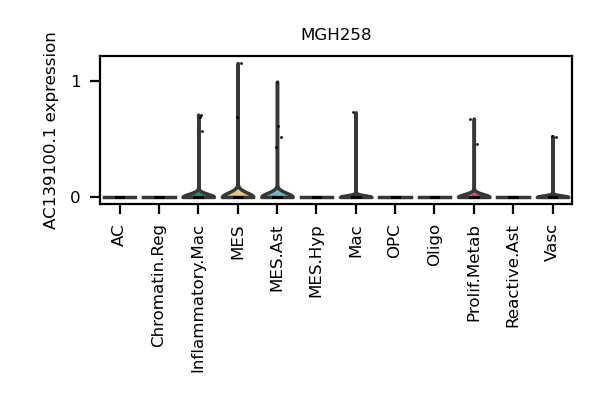 MGH258
AC139100.1 expression
1
0
AC
Chromatin.Reg
Inflammatory.Mac
MES
MES.Ast
MES.Hyp
Mac
OPC
Oligo
Prolif.Metab
Reactive.Ast
Vasc